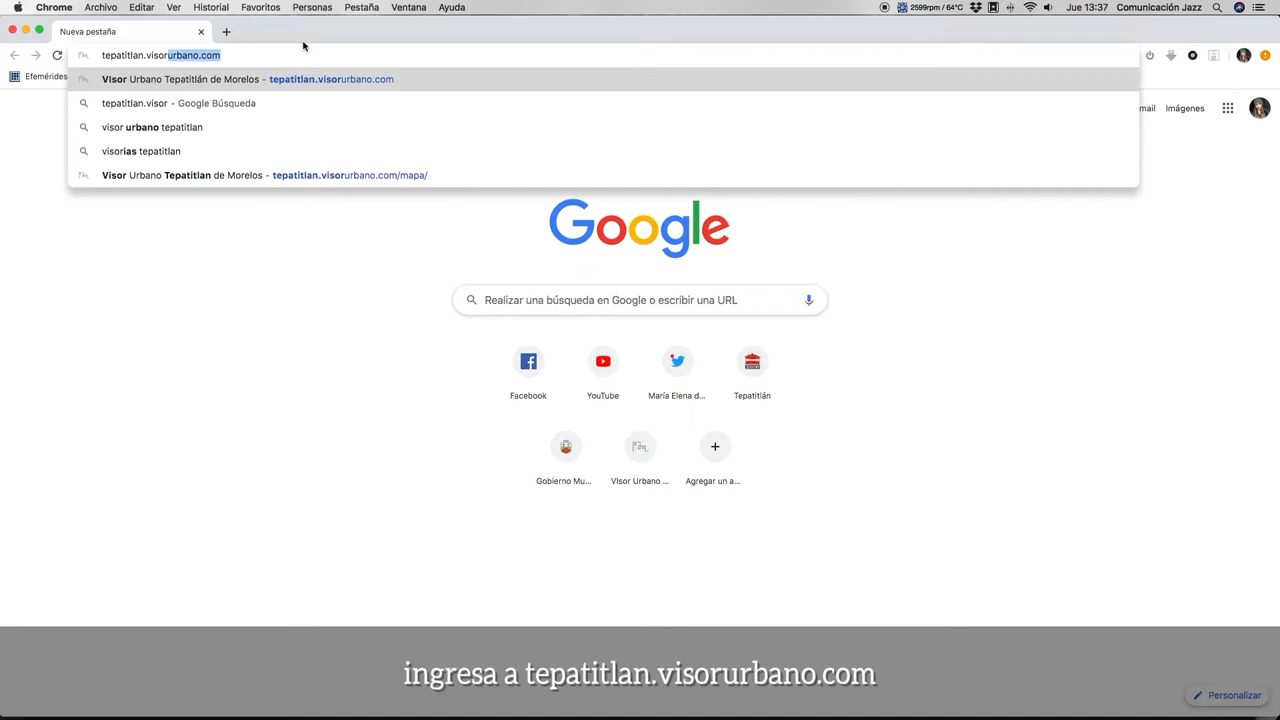 Chrome Archivo Editar Ver Historial Favoritos Personas Pestaña Ventana Ayuda 2599rpm / 64°C Jue 13:37 Comunicación Jazz
Nueva pestaña
tepatitlan.visorurbano.com
Efemérides
VIsor Urbano Tepatitlán de Morelos - tepatitlan.visorurbano.com
tepatitlan.visor - Google Búsqueda
visor urbano tepatitlan
visorias tepatitlan
Visor Urbano Tepatitlan de Morelos - tepatitlan.visorurbano.com/mapa/
mail Imágenes
Google
Realizar una búsqueda en Google o escribir una URL
Facebook YouTube María Elena d... Tepatitlán
Gobierno Mu... VIsor Urbano ... Agregar un a...
ingresa a tepatitlan.visorurbano.com
Personalizar